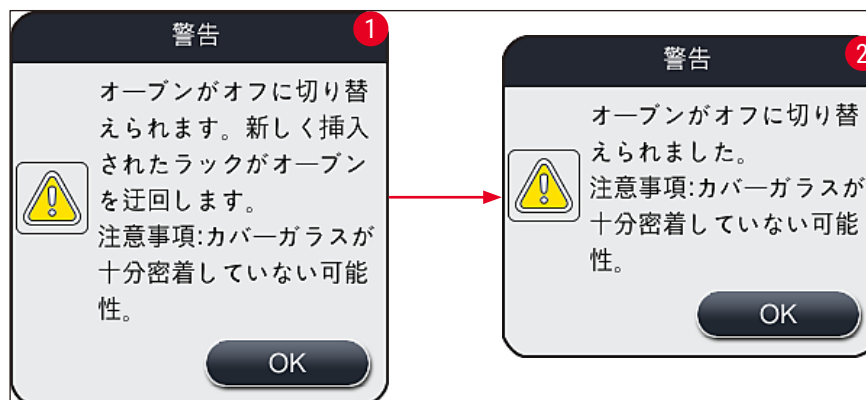 警告
1
オーブンがオフに切り替
えられます。新しく挿入
されたラックがオーブン
を迂回します。
注意事項:カバーガラスが
十分密着していない可能
性。
OK
警告
2
オーブンがオフに切り替
えられました。
注意事項:カバーガラスが
十分密着していない可能
性。
OK